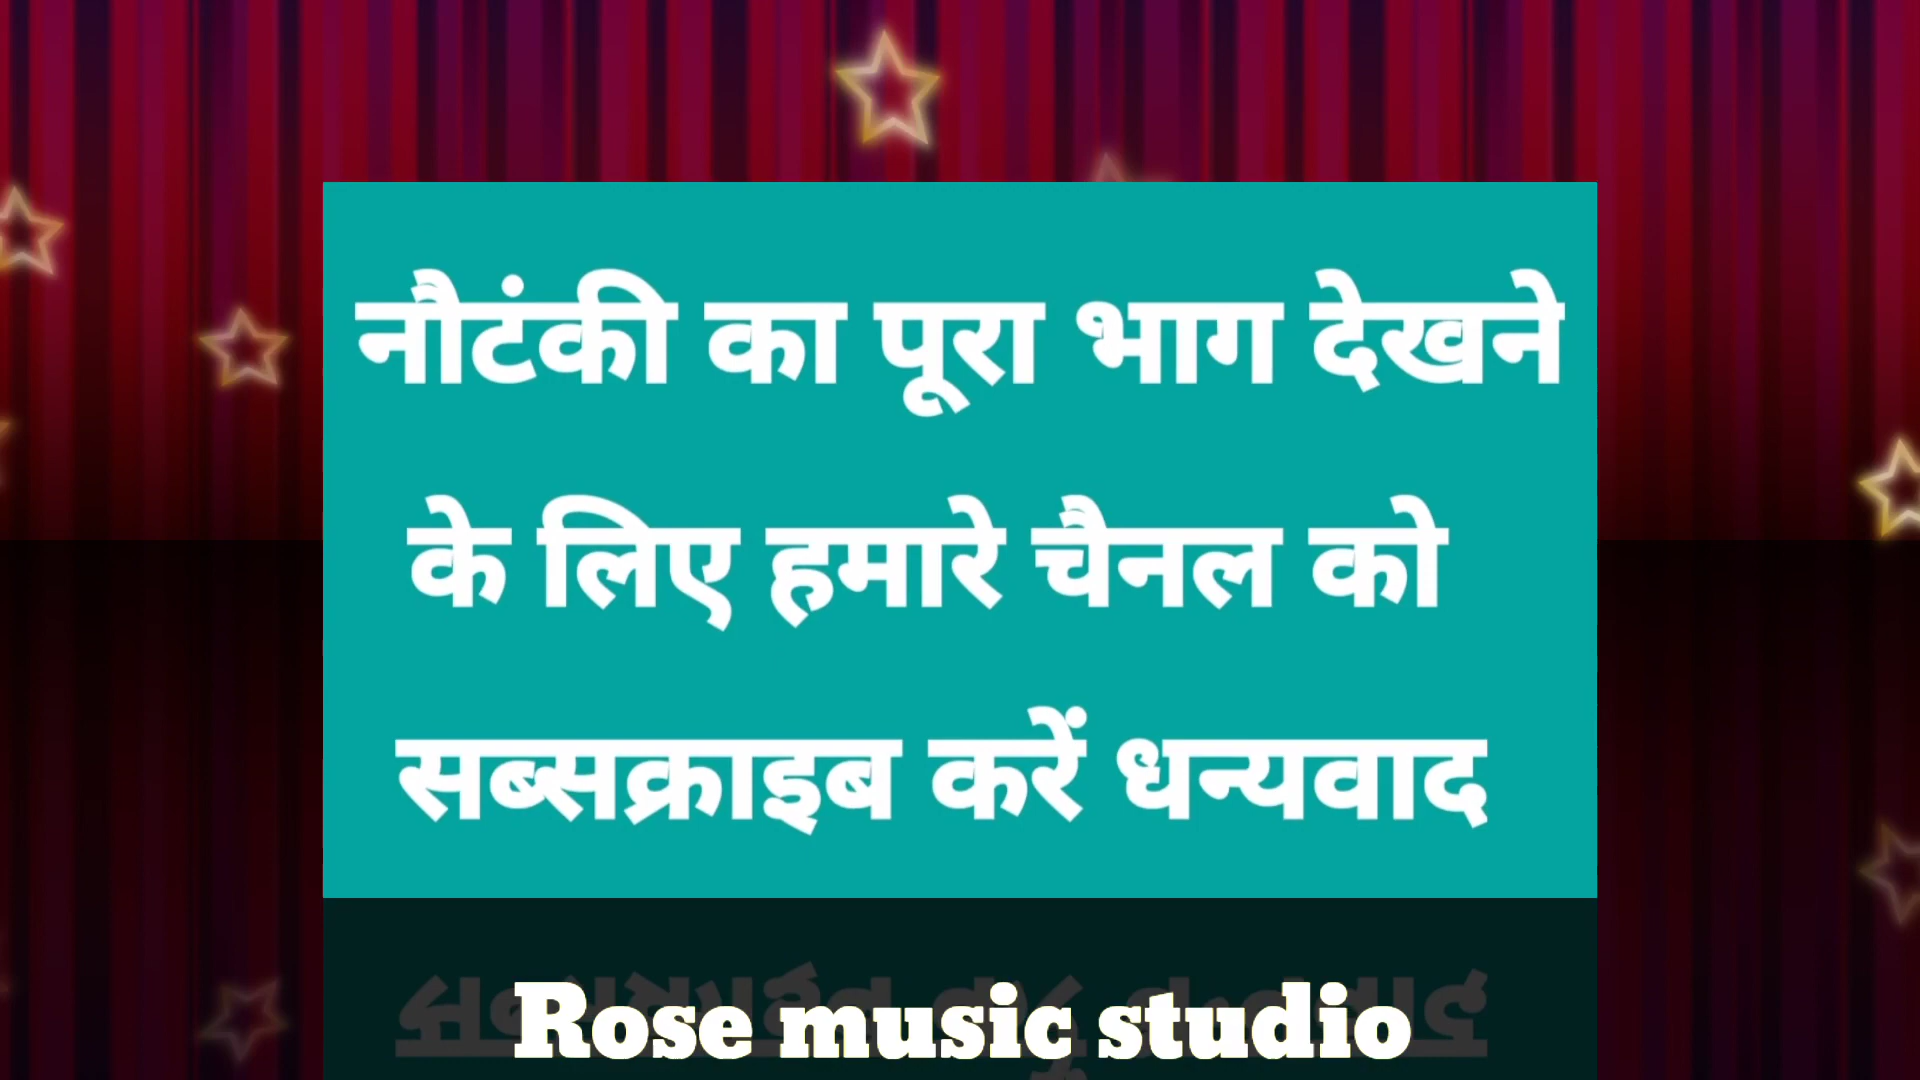 नौटंकी का पूरा भाग देखने
के लिए हमारे चैनल को
सब्सक्राइब करें धन्यवाद
Rose music studio